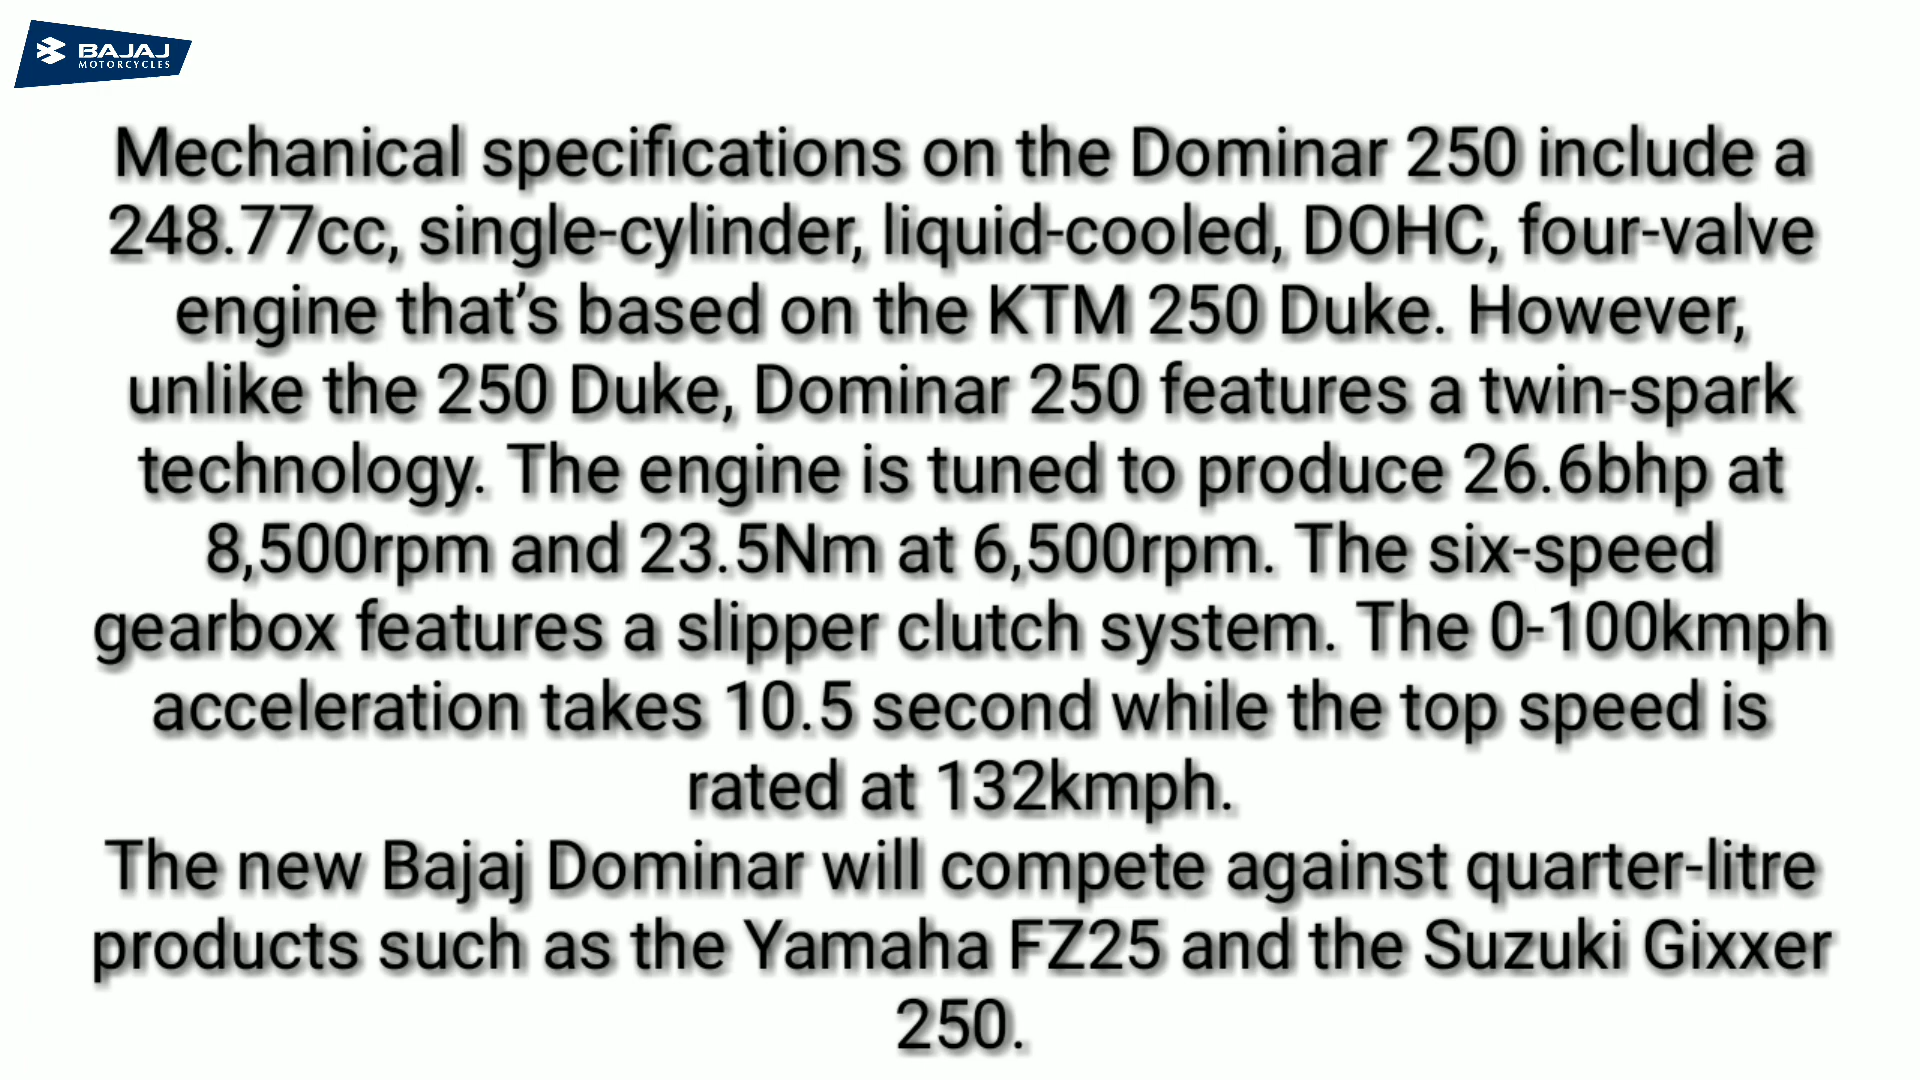 BAJAJ
MOTORCYCLES
Mechanical specifications on the Dominar 250 include a
248.77cc, single-cylinder, liquid-cooled, DOHC, four-valve
engine that’s based on the KTM 250 Duke. However,
unlike the 250 Duke, Dominar 250 features a twin-spark
technology. The engine is tuned to produce 26.6bhp at
8,500rpm and 23.5Nm at 6,500rpm. The six-speed
gearbox features a slipper clutch system. The 0-100kmph
acceleration takes 10.5 second while the top speed is
rated at 132kmph.
The new Bajaj Dominar will compete against quarter-litre
products such as the Yamaha FZ25 and the Suzuki Gixxer
250.